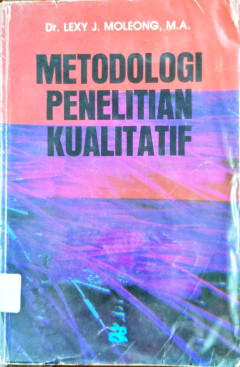 Dr. LEXY J. MOLEONG, M.A.
METODOLOGI
PENELITIAN
KUALITATIF